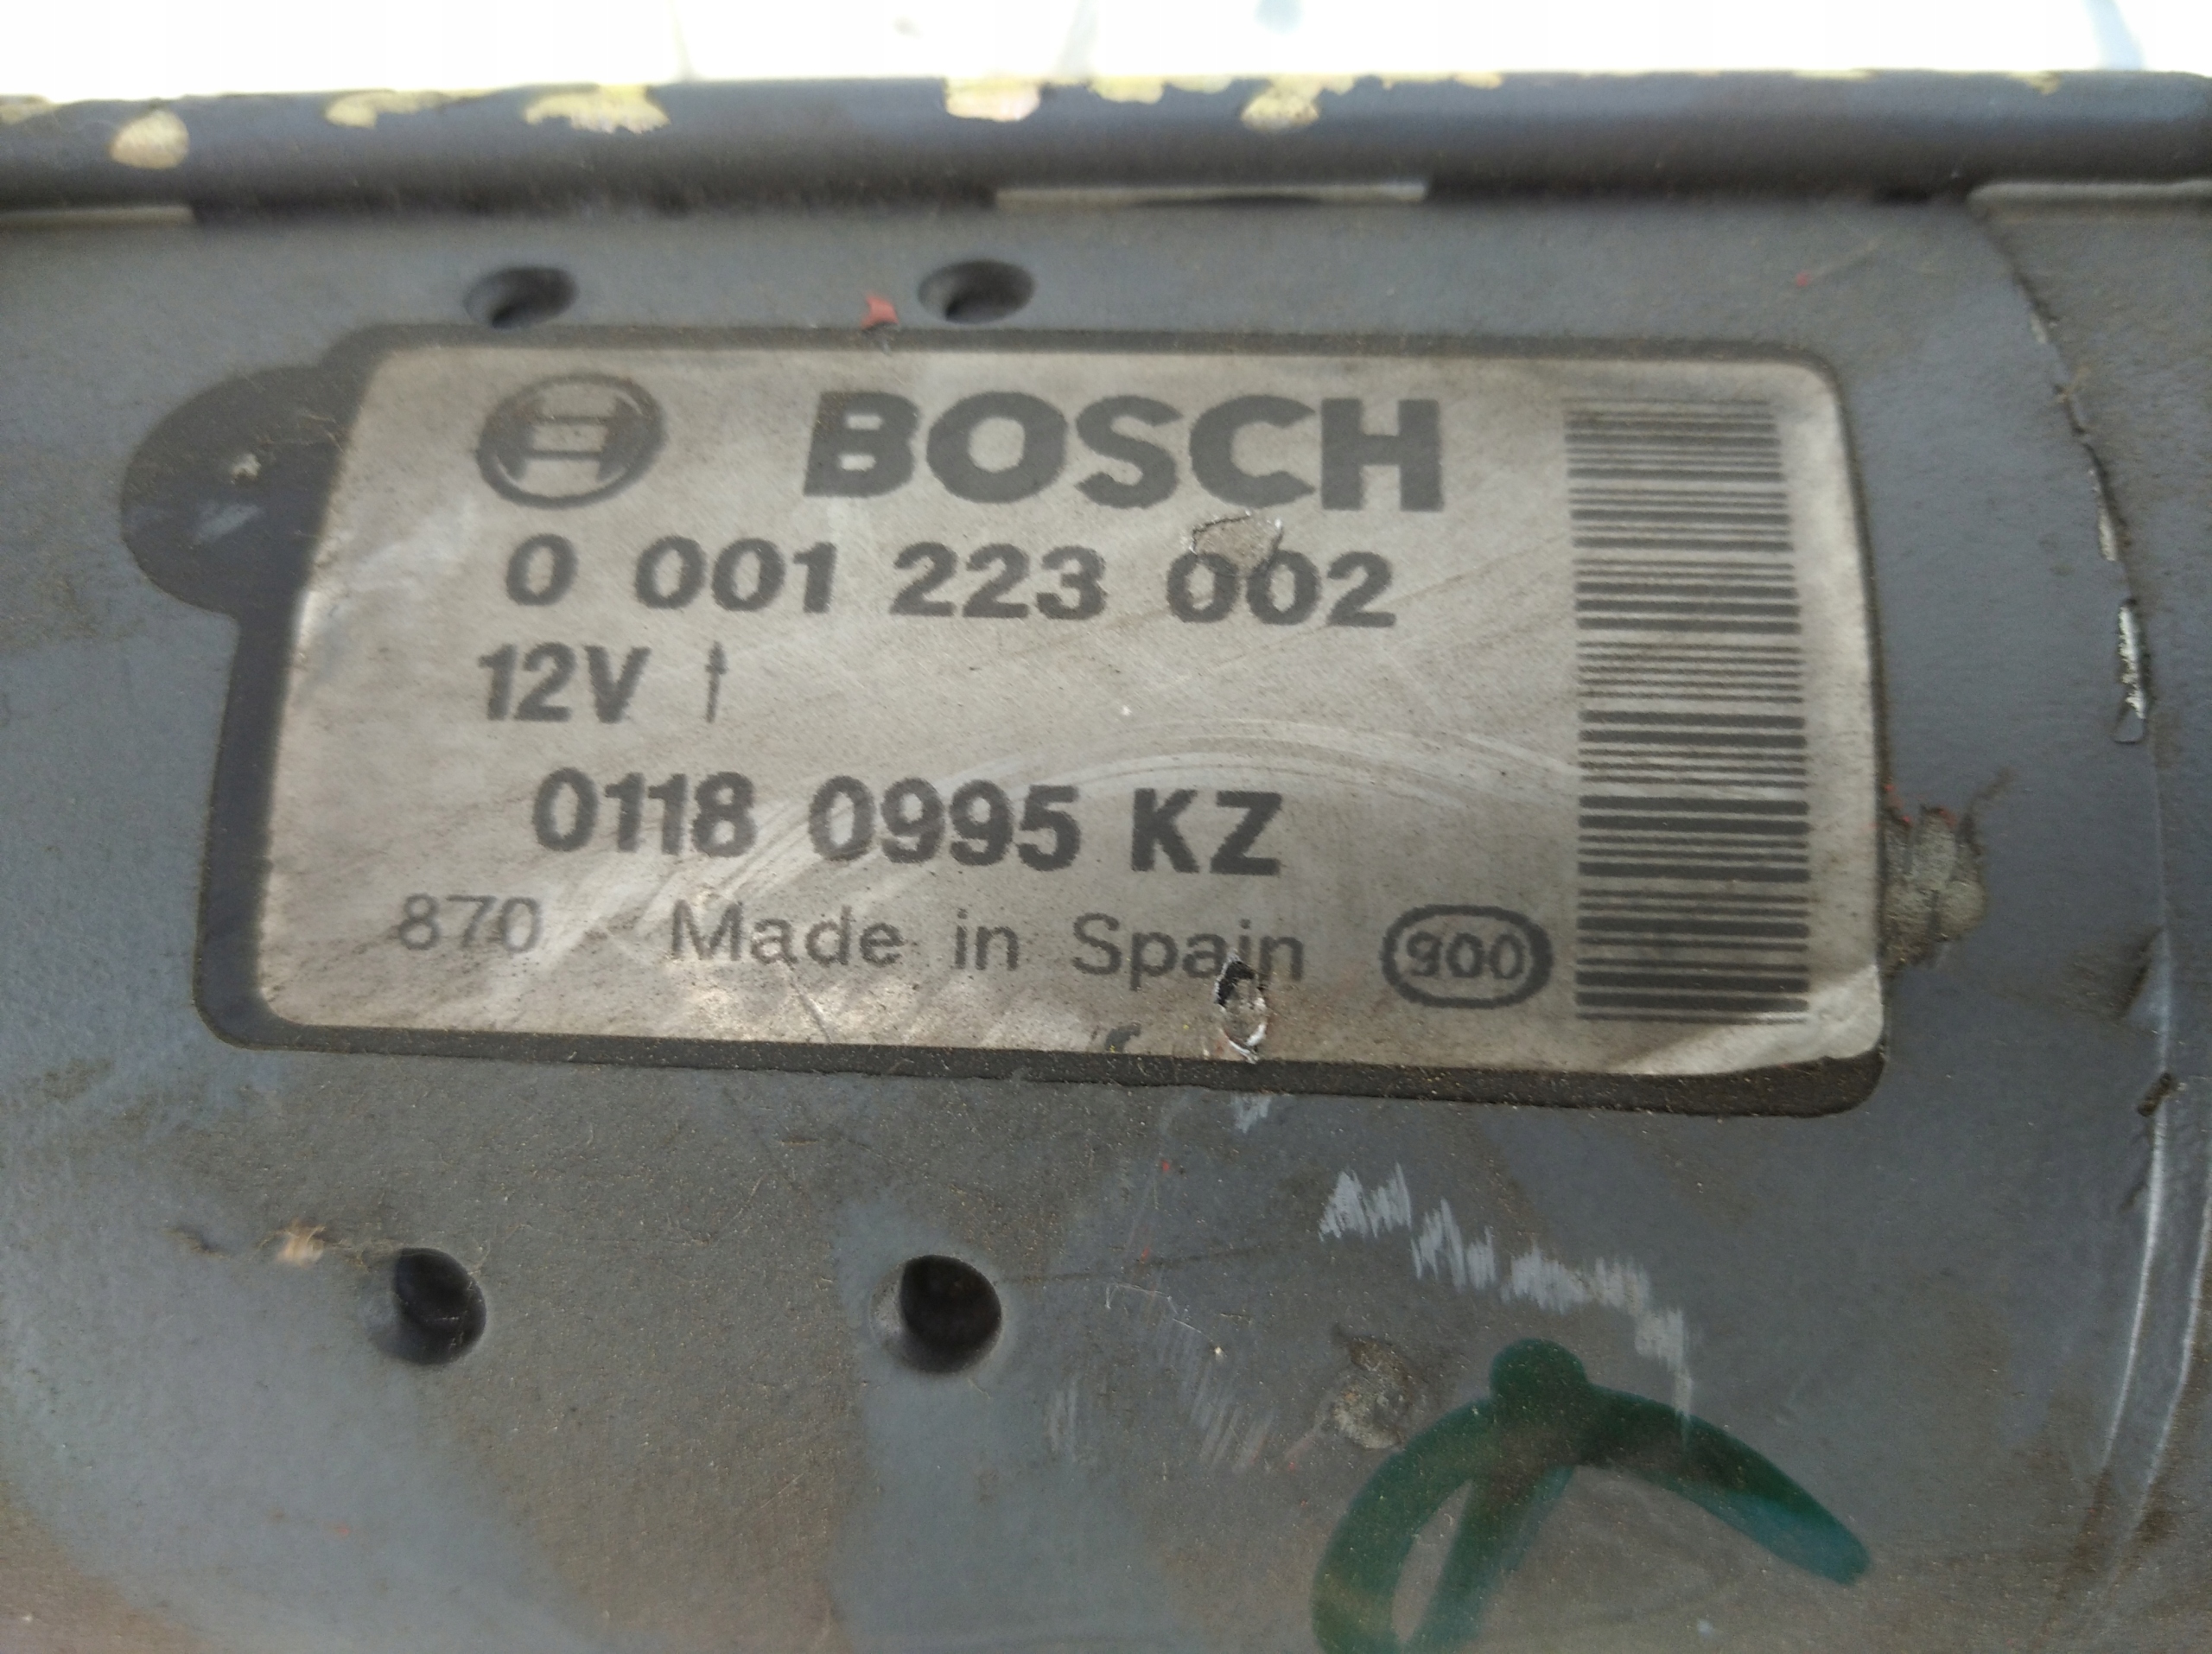 BOSCH
0 001 223 002
12V ↑
0118 0995 KZ
870 Made in Spain 900